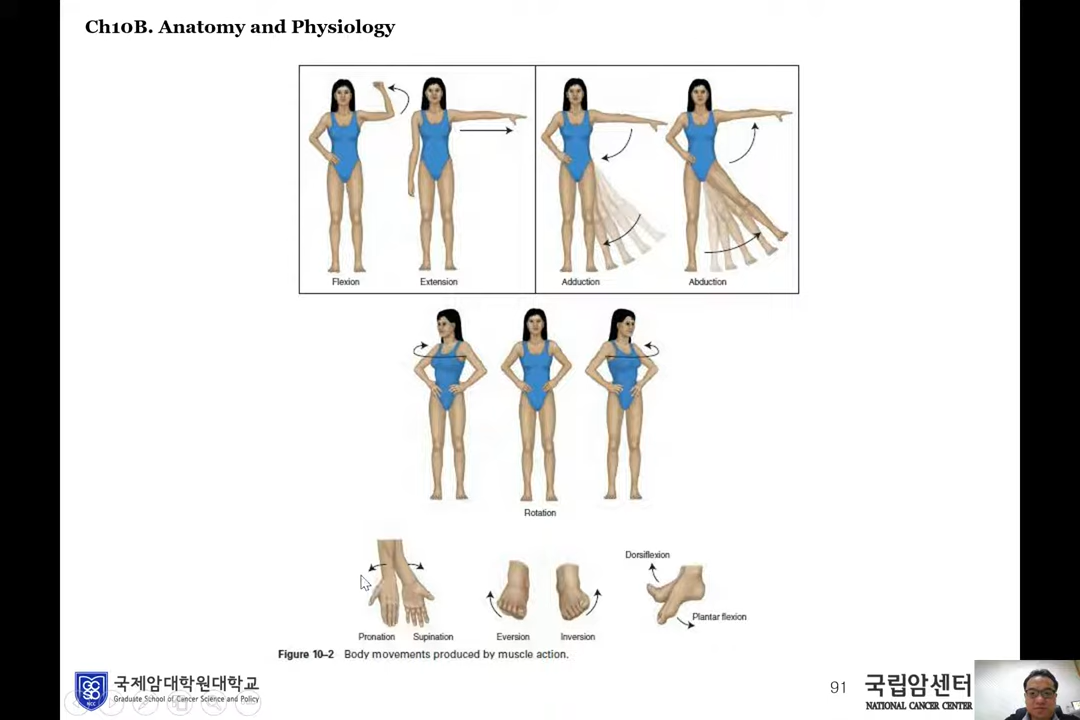 Ch10B. Anatomy and Physiology
Flexion
Extension
Adduction
Abduction
Rotation
Dorsiflexion
Plantar flexion
Pronation
Supination
Eversion
Inversion
Figure 10–2 Body movements produced by muscle action.
국제암대학원대학교
Graduate School of Cancer Science and Policy
91
국립암센터
NATIONAL CANCER CENTER